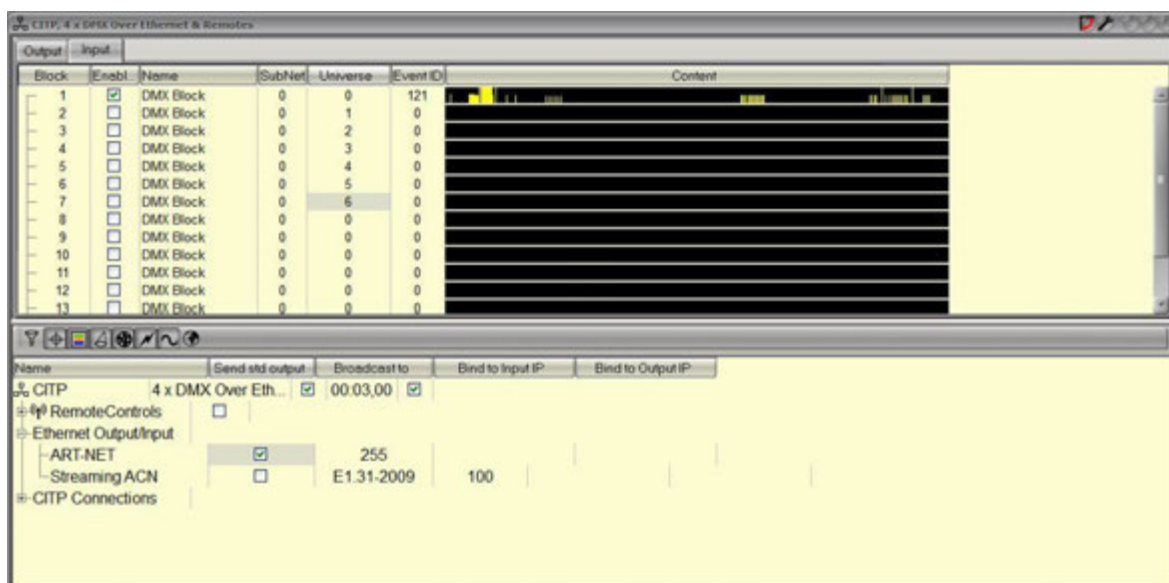 CITP, 4 x DMX Over Ethernet & Remotes
Output Input
Block Enabl.. Name SubNet Universe Event ID Content
1 DMX Block 0 0 121
2 DMX Block 0 1 0
3 DMX Block 0 2 0
4 DMX Block 0 3 0
5 DMX Block 0 4 0
6 DMX Block 0 5 0
7 DMX Block 0 6 0
8 DMX Block 0 0 0
9 DMX Block 0 0 0
10 DMX Block 0 0 0
11 DMX Block 0 0 0
12 DMX Block 0 0 0
13 DMX Block 0 0 0
Name Send std output Broadcast to Bind to Input IP Bind to Output IP
CITP 4 x DMX Over Eth... 00:03,00
RemoteControls
Ethernet Output/Input
ART-NET 255
Streaming ACN E1.31-2009 100
CITP Connections